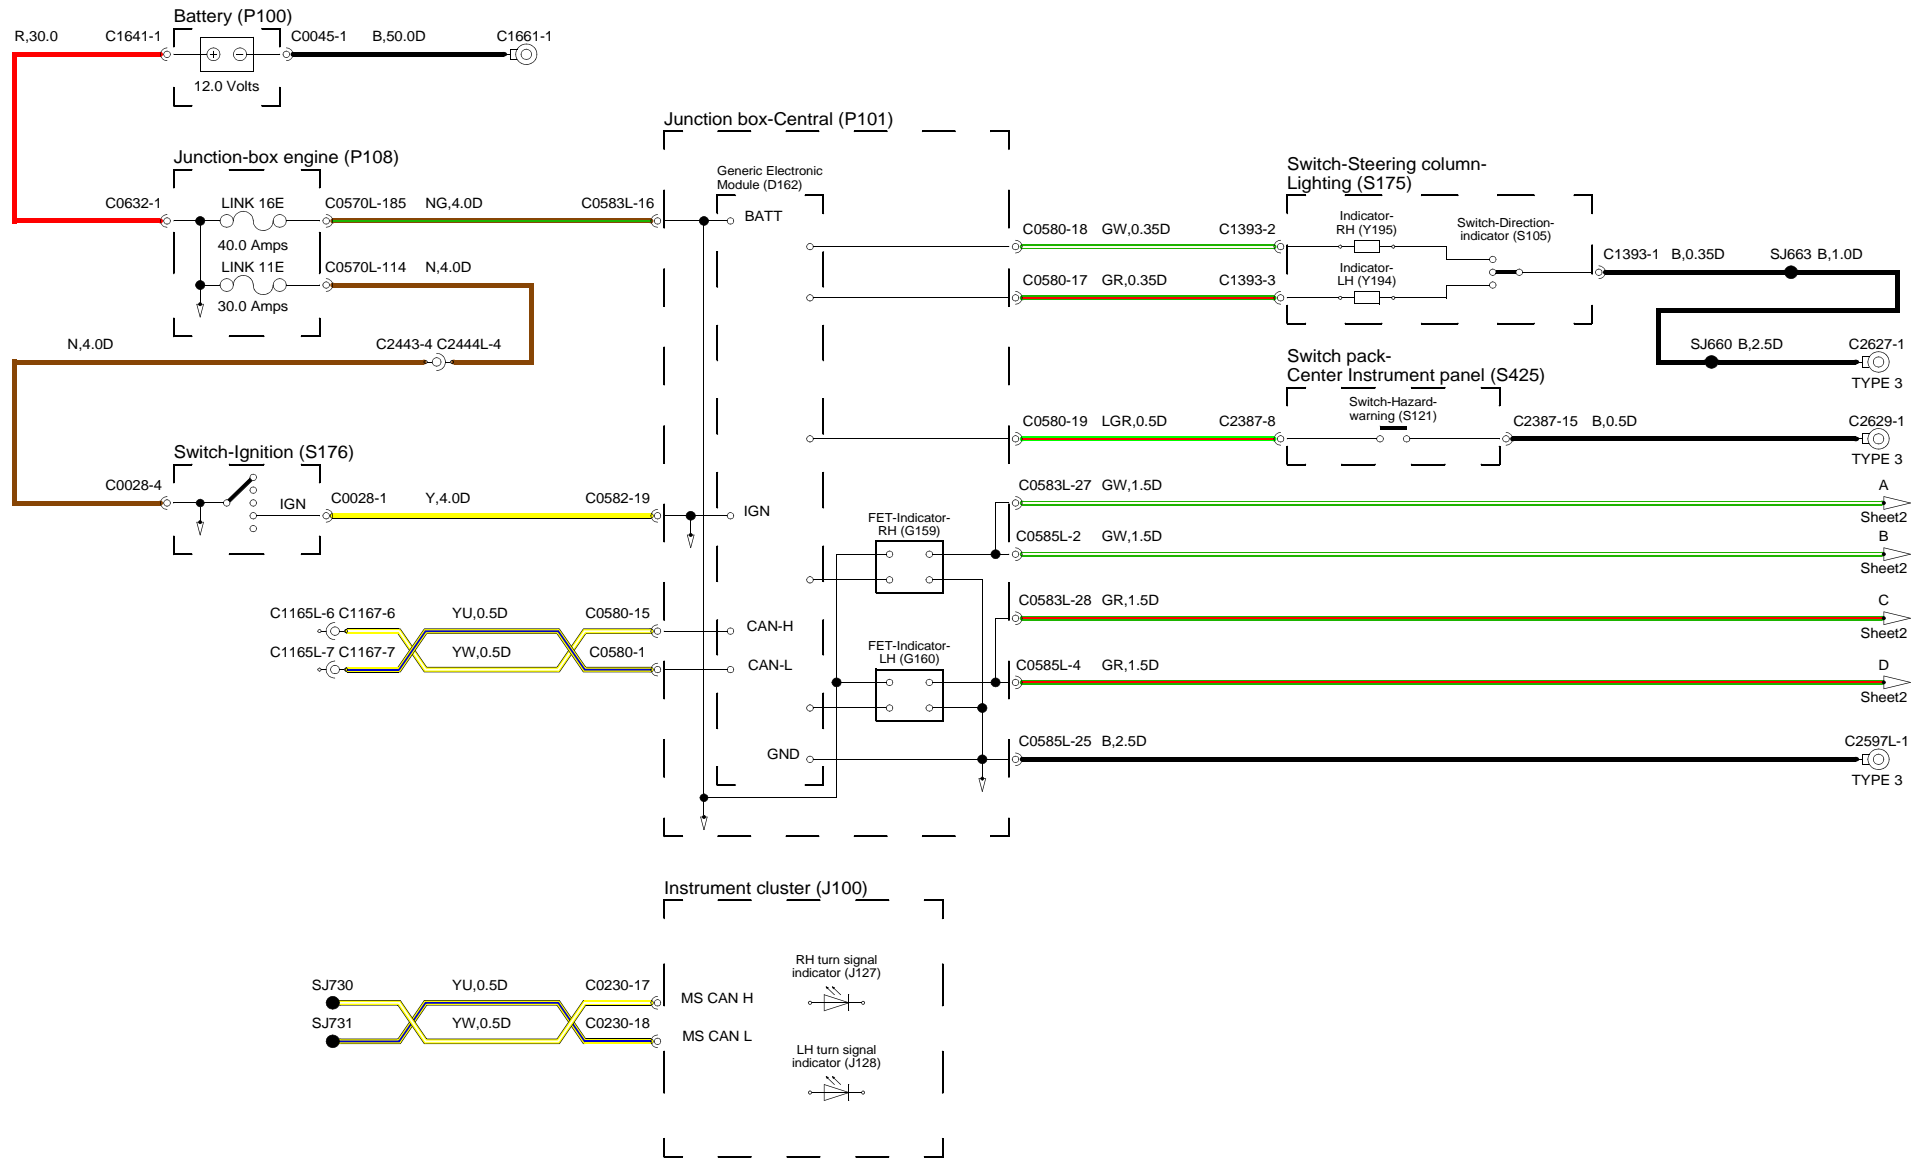 Battery (P100)
R,30.0
C1641-1
C0045-1
B,50.0D
C1661-1
12.0 Volts
Junction-box engine (P108)
C0632-1
LINK 16E
40.0 Amps
LINK 11E
30.0 Amps
C0570L-185
NG,4.0D
C0583L-16
C0570L-114
N,4.0D
N,4.0D
C2443-4
C2444L-4
Switch-Ignition (S176)
C0028-4
IGN
C0028-1
Y,4.0D
C0582-19
C1165L-6
C1167-6
YU,0.5D
C0580-15
C1165L-7
C1167-7
YW,0.5D
C0580-1
Junction box-Central (P101)
Generic Electronic
Module (D162)
BATT
IGN
CAN-H
CAN-L
GND
FET-Indicator-
RH (G159)
FET-Indicator-
LH (G160)
C0580-18
GW,0.35D
C1393-2
C0580-17
GR,0.35D
C1393-3
Switch-Steering column-
Lighting (S175)
Indicator-
RH (Y195)
Indicator-
LH (Y194)
Switch-Direction-
indicator (S105)
C1393-1
B,0.35D
SJ663
B,1.0D
SJ660
B,2.5D
C2627-1
TYPE 3
Switch pack-
Center Instrument panel (S425)
Switch-Hazard-
warning (S121)
C0580-19
LGR,0.5D
C2387-8
C2387-15
B,0.5D
C2629-1
TYPE 3
C0583L-27
GW,1.5D
A
Sheet2
C0585L-2
GW,1.5D
B
Sheet2
C0583L-28
GR,1.5D
C
Sheet2
C0585L-4
GR,1.5D
D
Sheet2
C0585L-25
B,2.5D
C2597L-1
TYPE 3
Instrument cluster (J100)
SJ730
YU,0.5D
C0230-17
MS CAN H
SJ731
YW,0.5D
C0230-18
MS CAN L
RH turn signal
indicator (J127)
LH turn signal
indicator (J128)